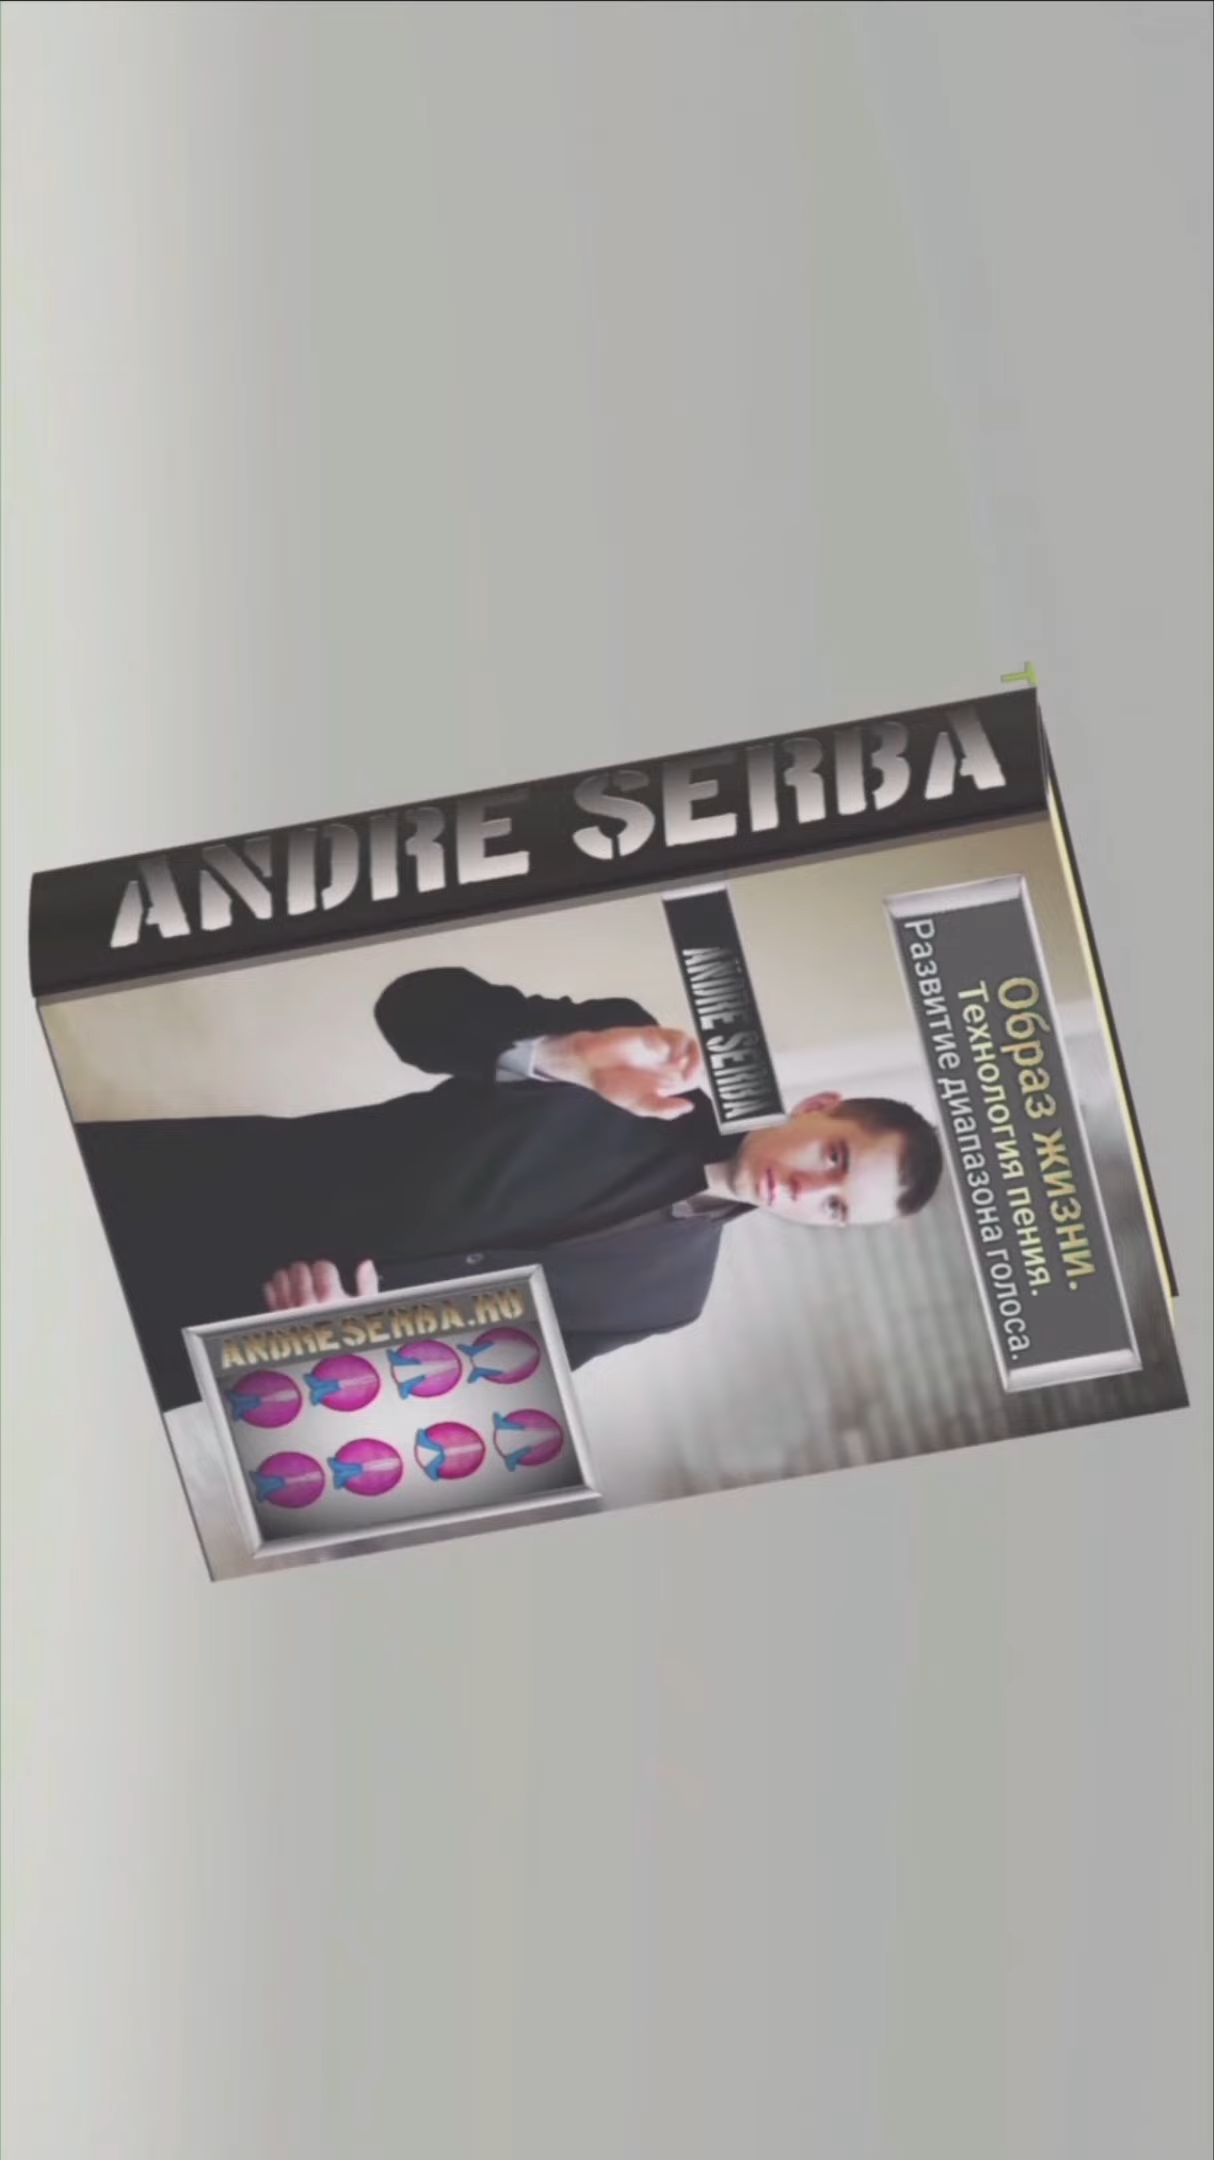 ANDRE SERBA
Образ жизни.
Технология пения.
Развитие диапазона голоса.
ANDRE SERBA
ANDRESERBA.RU
Т